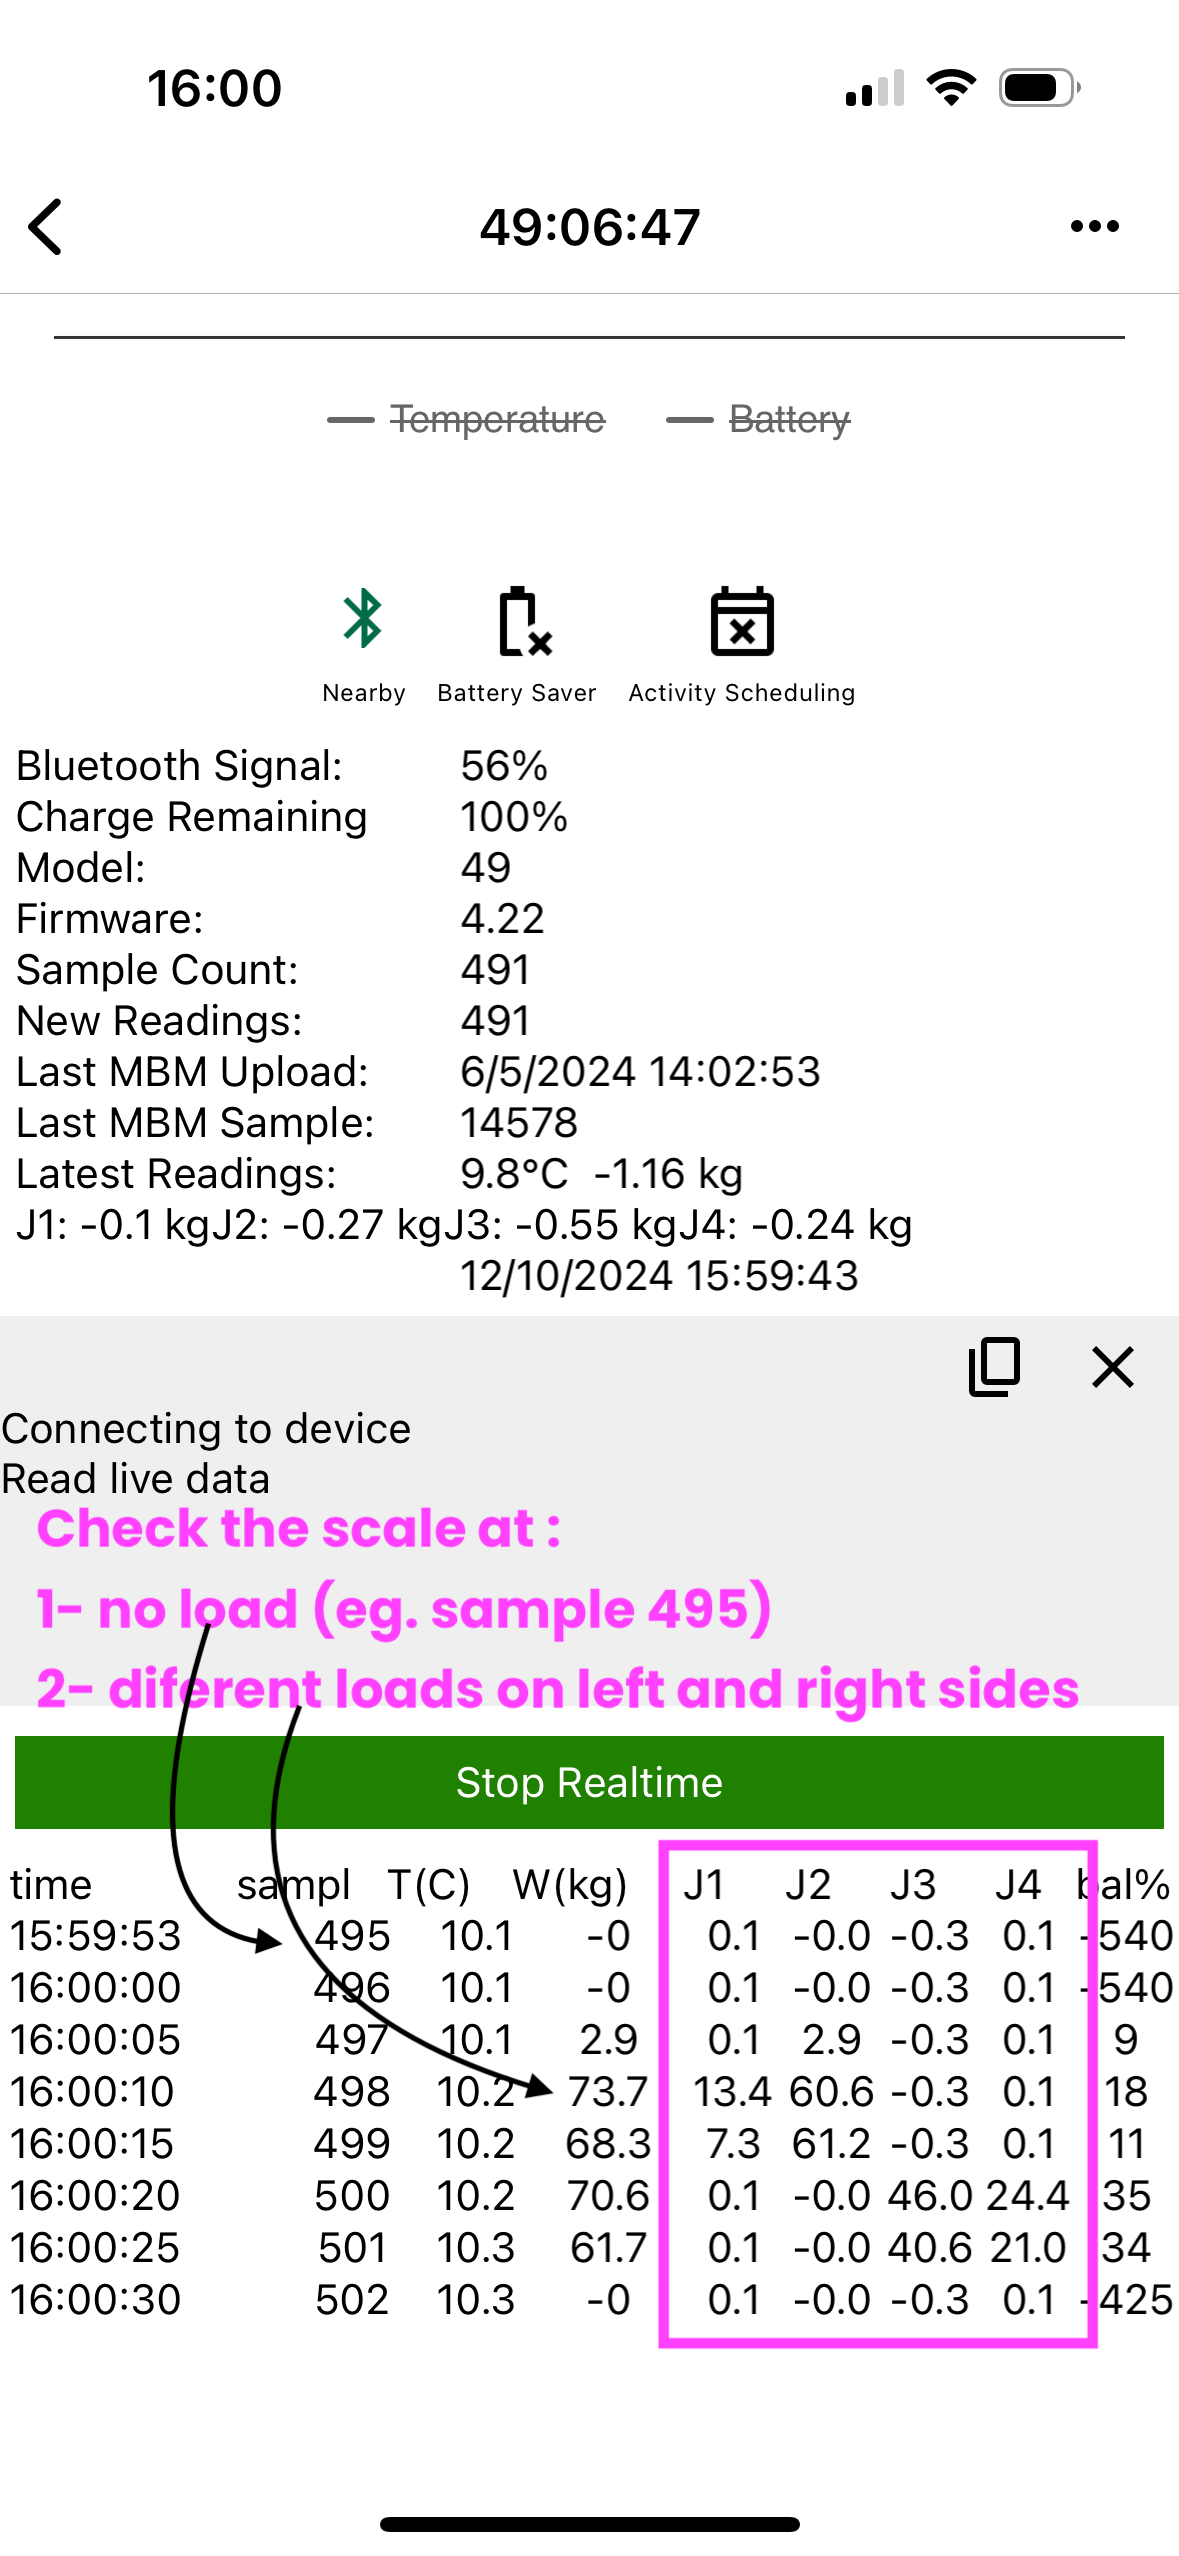 16:00
49:06:47
Temperature Battery
Nearby Battery Saver Activity Scheduling
Bluetooth Signal: 56%
Charge Remaining 100%
Model: 49
Firmware: 4.22
Sample Count: 491
New Readings: 491
Last MBM Upload: 6/5/2024 14:02:53
Last MBM Sample: 14578
Latest Readings: 9.8°C -1.16 kg
J1: -0.1 kgJ2: -0.27 kgJ3: -0.55 kgJ4: -0.24 kg
12/10/2024 15:59:43
Connecting to device
Read live data
Check the scale at :
1- no load (eg. sample 495)
2- diferent loads on left and right sides
Stop Realtime
time sampl T(C) W(kg) J1 J2 J3 J4 bal%
15:59:53 495 10.1 -0 0.1 -0.0 -0.3 0.1 -540
16:00:00 496 10.1 -0 0.1 -0.0 -0.3 0.1 -540
16:00:05 497 10.1 2.9 0.1 2.9 -0.3 0.1 9
16:00:10 498 10.2 73.7 13.4 60.6 -0.3 0.1 18
16:00:15 499 10.2 68.3 7.3 61.2 -0.3 0.1 11
16:00:20 500 10.2 70.6 0.1 -0.0 46.0 24.4 35
16:00:25 501 10.3 61.7 0.1 -0.0 40.6 21.0 34
16:00:30 502 10.3 -0 0.1 -0.0 -0.3 0.1 -425